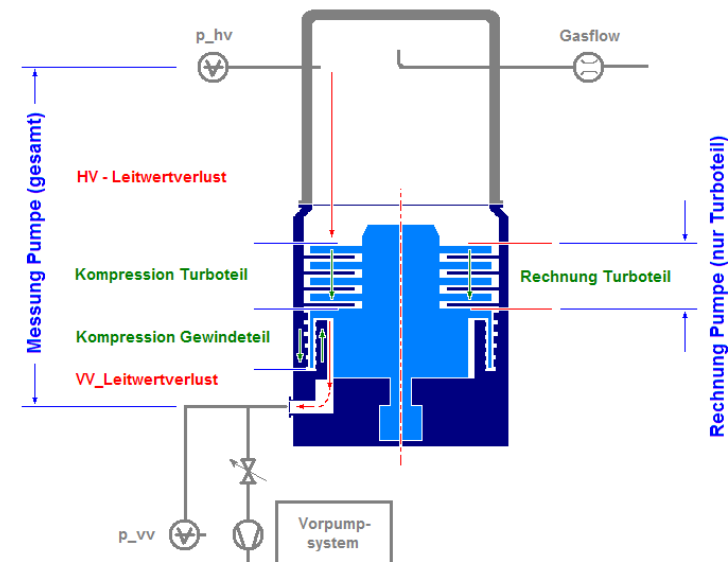 p_hv
Gasflow
HV - Leitwertverlust
Kompression Turboteil
Rechnung Turboteil
Kompression Gewindeteil
VV_Leitwertverlust
Messung Pumpe (gesamt)
Rechnung Pumpe (nur Turboteil)
p_vv
Vorpump-
system